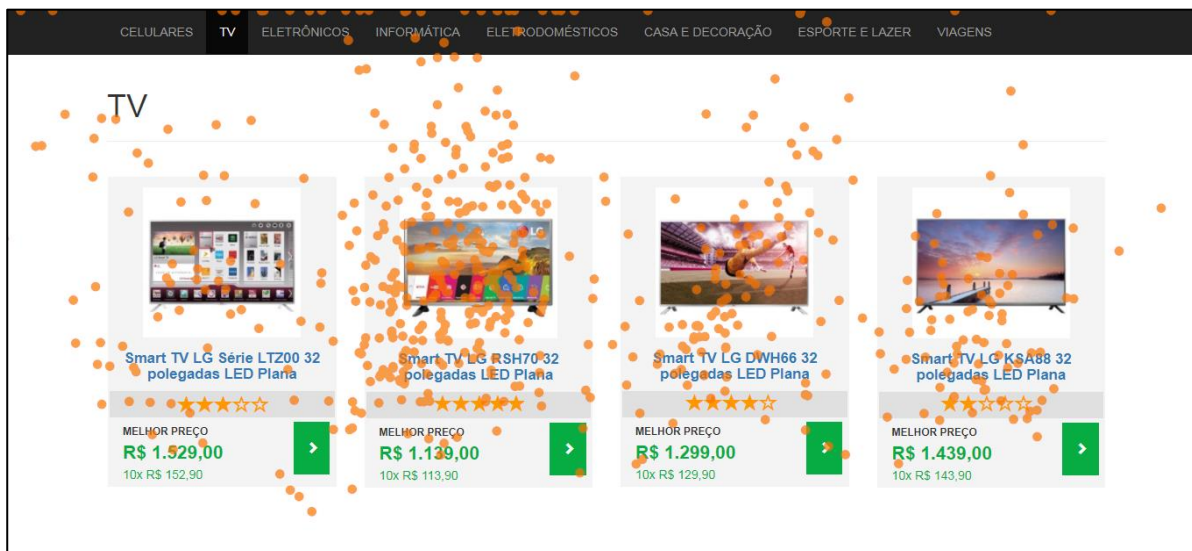 CELULARES TV ELETRÔNICOS INFORMÁTICA ELETRODOMÉSTICOS CASA E DECORAÇÃO ESPORTE E LAZER VIAGENS
TV
LG
Smart TV LG Série LTZ00 32
polegadas LED Plana
MELHOR PREÇO
R$ 1.529,00
10x R$ 152,90
Smart TV LG RSH70 32
polegadas LED Plana
MELHOR PREÇO
R$ 1.139,00
10x R$ 113,90
Smart TV LG DWH66 32
polegadas LED Plana
MELHOR PREÇO
R$ 1.299,00
10x R$ 129,90
Smart TV LG KSA88 32
polegadas LED Plana
MELHOR PREÇO
R$ 1.439,00
10x R$ 143,90